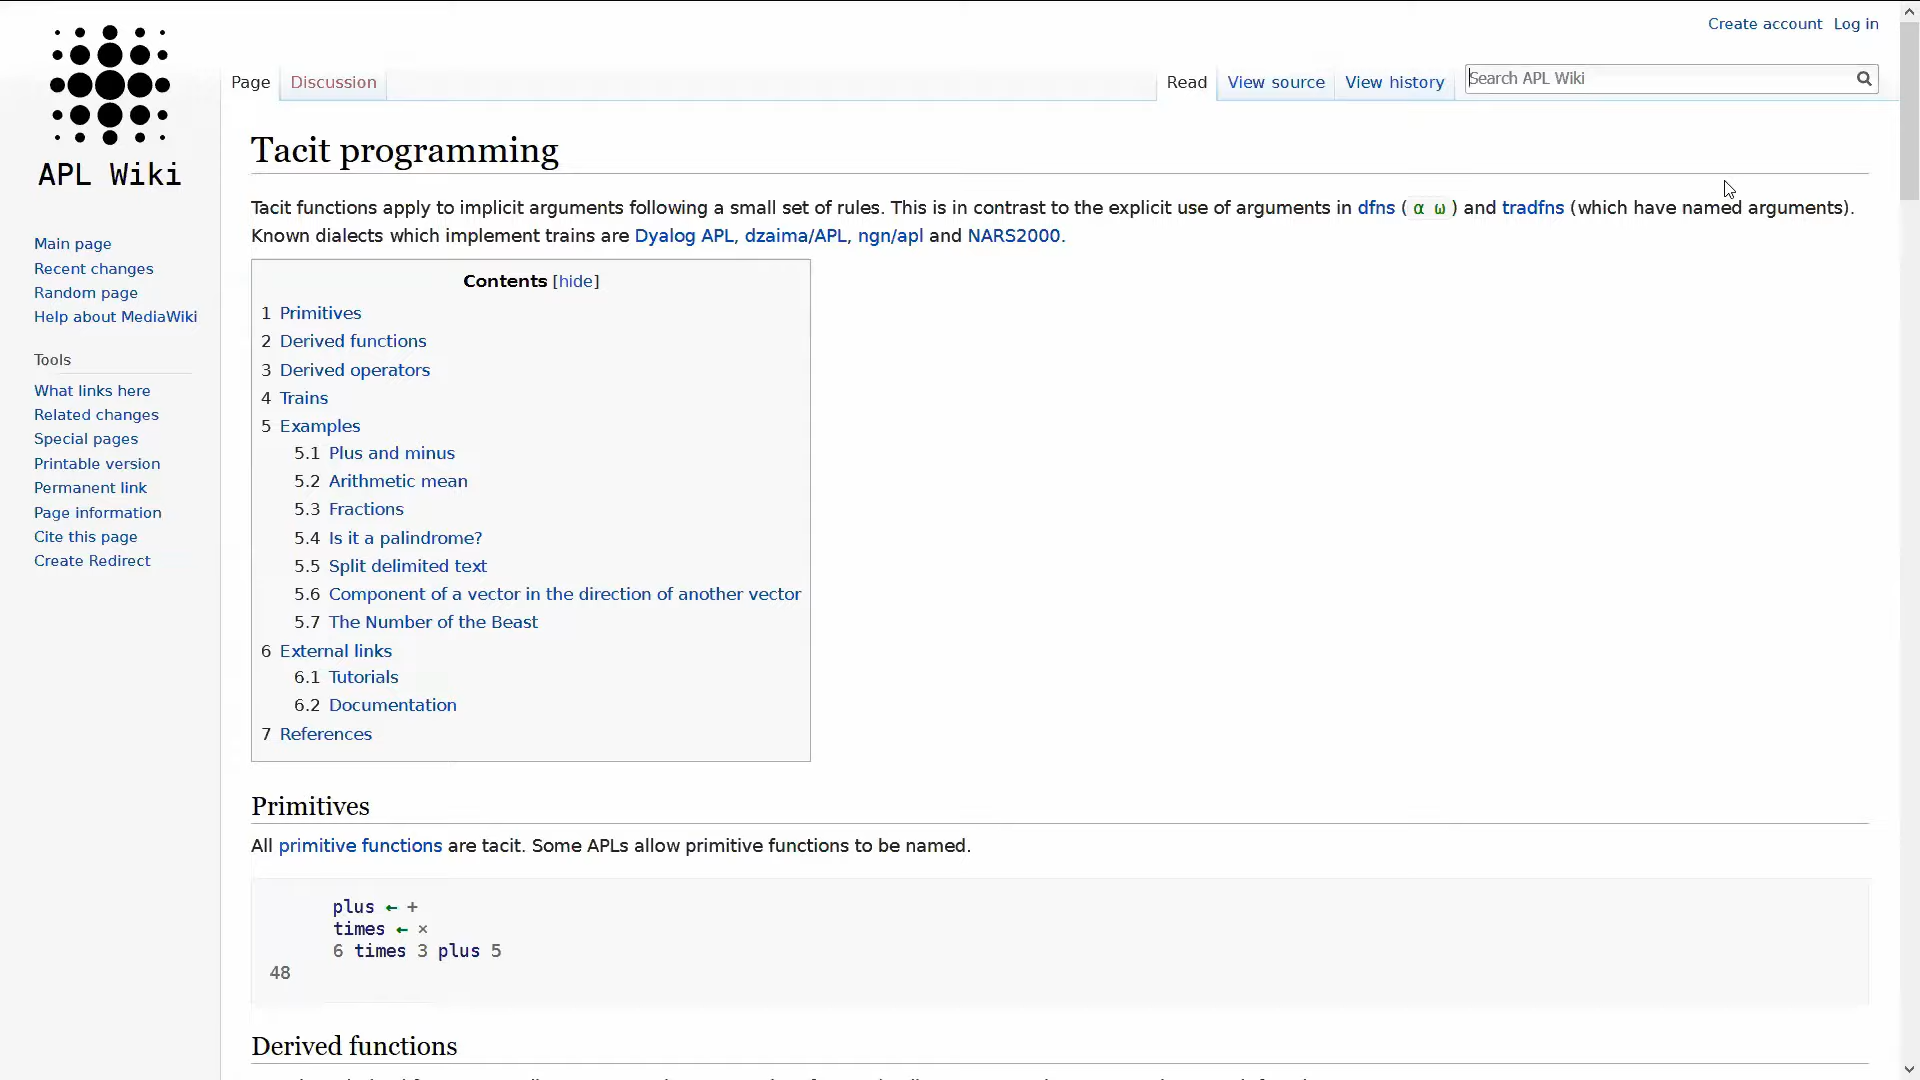 Create account Log in
Page Discussion Read View source View history Search APL Wiki
APL Wiki
Main page
Recent changes
Random page
Help about MediaWiki
Tools
What links here
Related changes
Special pages
Printable version
Permanent link
Page information
Cite this page
Create Redirect
Tacit programming
Tacit functions apply to implicit arguments following a small set of rules. This is in contrast to the explicit use of arguments in dfns ( α ω ) and tradfns (which have named arguments).
Known dialects which implement trains are Dyalog APL, dzaima/APL, ngn/apl and NARS2000.
Contents [hide]
1 Primitives
2 Derived functions
3 Derived operators
4 Trains
5 Examples
5.1 Plus and minus
5.2 Arithmetic mean
5.3 Fractions
5.4 Is it a palindrome?
5.5 Split delimited text
5.6 Component of a vector in the direction of another vector
5.7 The Number of the Beast
6 External links
6.1 Tutorials
6.2 Documentation
7 References
Primitives
All primitive functions are tacit. Some APLs allow primitive functions to be named.
plus ← +
times ← ×
6 times 3 plus 5
48
Derived functions